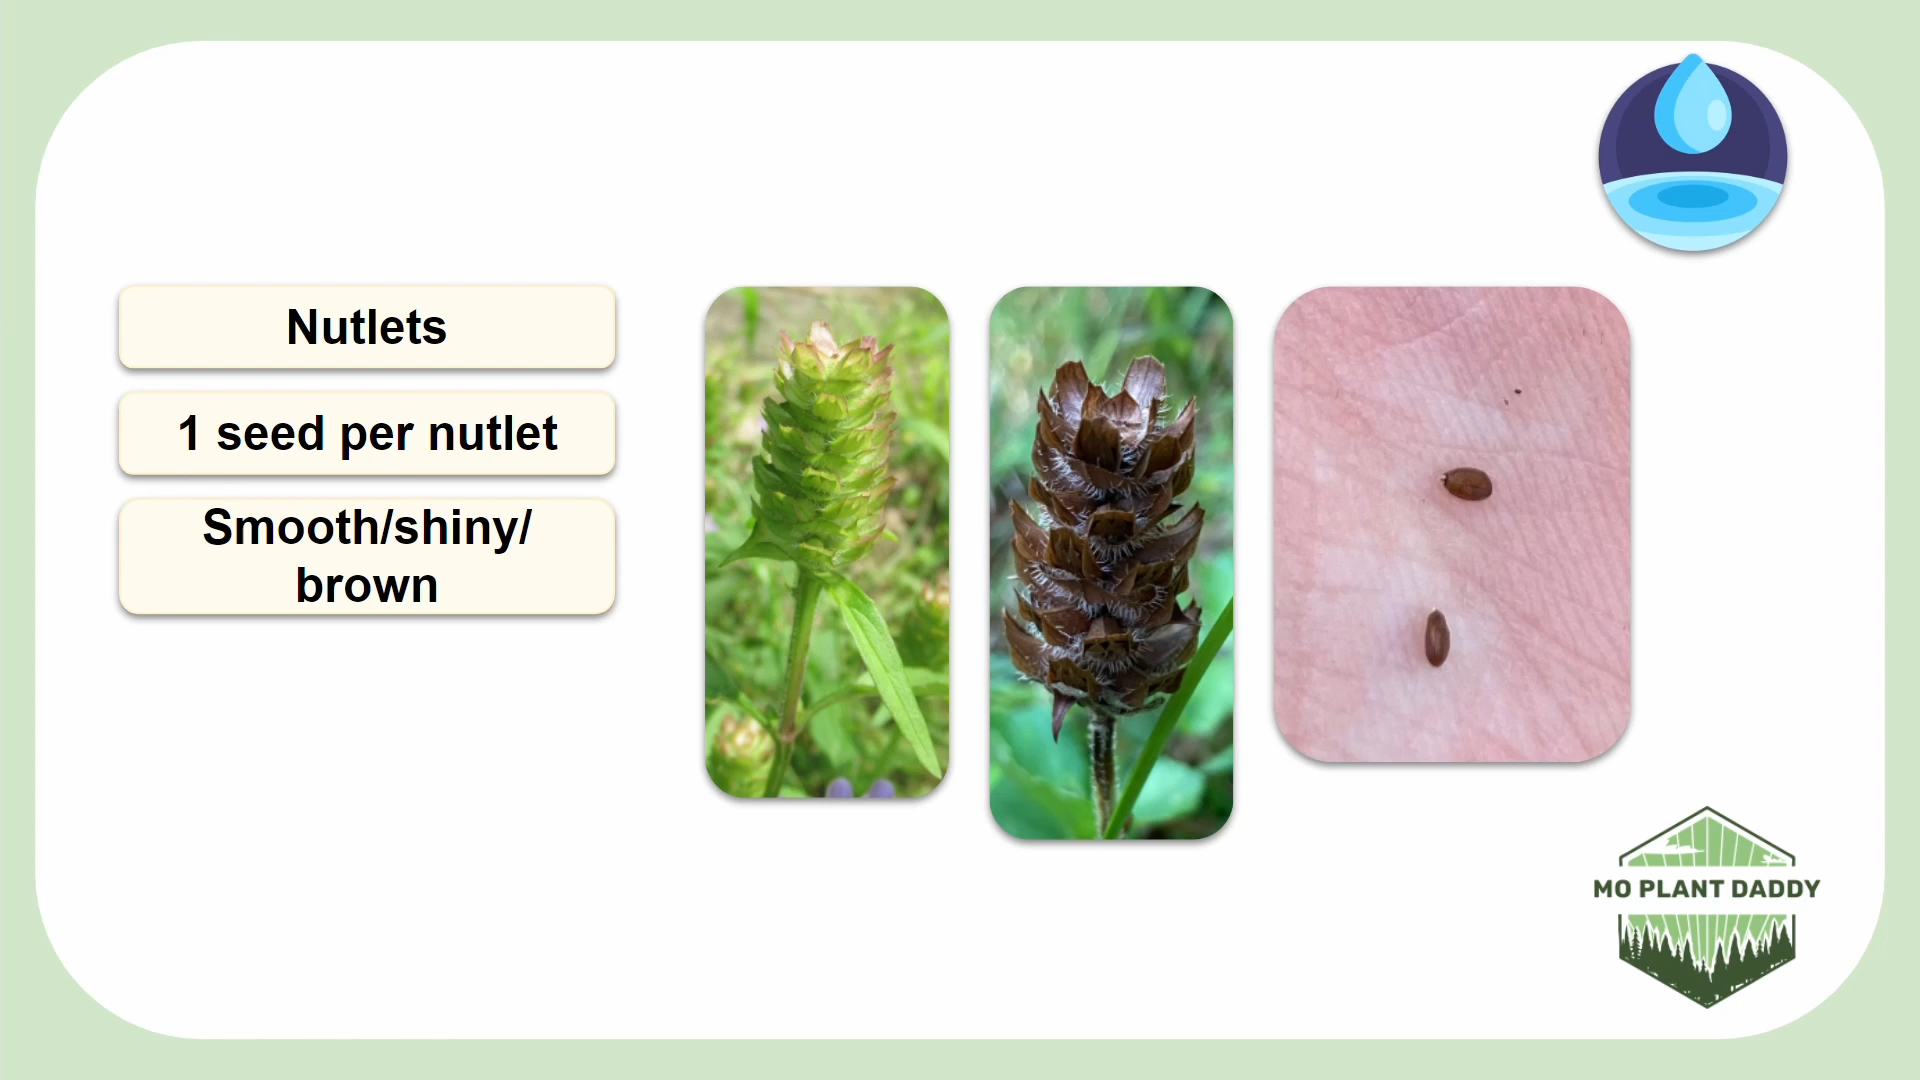 Nutlets
1 seed per nutlet
Smooth/shiny/
brown
MO PLANT DADDY